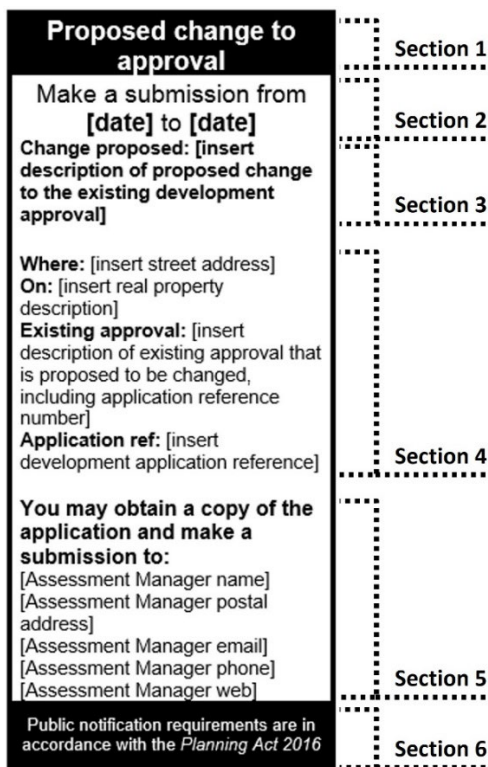 Proposed change to
approval
Make a submission from
[date] to [date]
Change proposed: [insert
description of proposed change
to the existing development
approval]
Where: [insert street address]
On: [insert real property
description]
Existing approval: [insert
description of existing approval that
is proposed to be changed,
including application reference
number]
Application ref: [insert
development application reference]
You may obtain a copy of the
application and make a
submission to:
[Assessment Manager name]
[Assessment Manager postal
address]
[Assessment Manager email]
[Assessment Manager phone]
[Assessment Manager web]
Public notification requirements are in
accordance with the Planning Act 2016
Section 1
Section 2
Section 3
Section 4
Section 5
Section 6